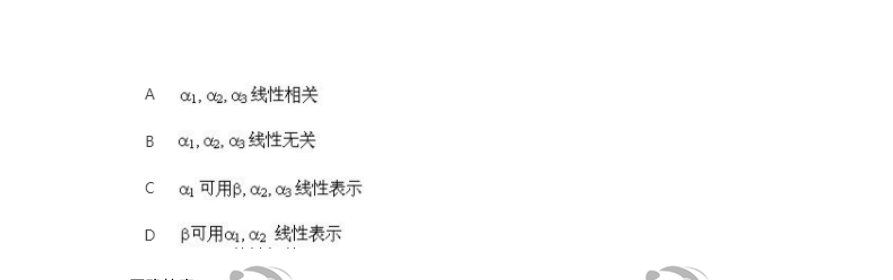 A α₁, α₂, α₃ 线性相关
B α₁, α₂, α₃ 线性无关
C α₁ 可用β, α₂, α₃ 线性表示
D β可用α₁, α₂ 线性表示